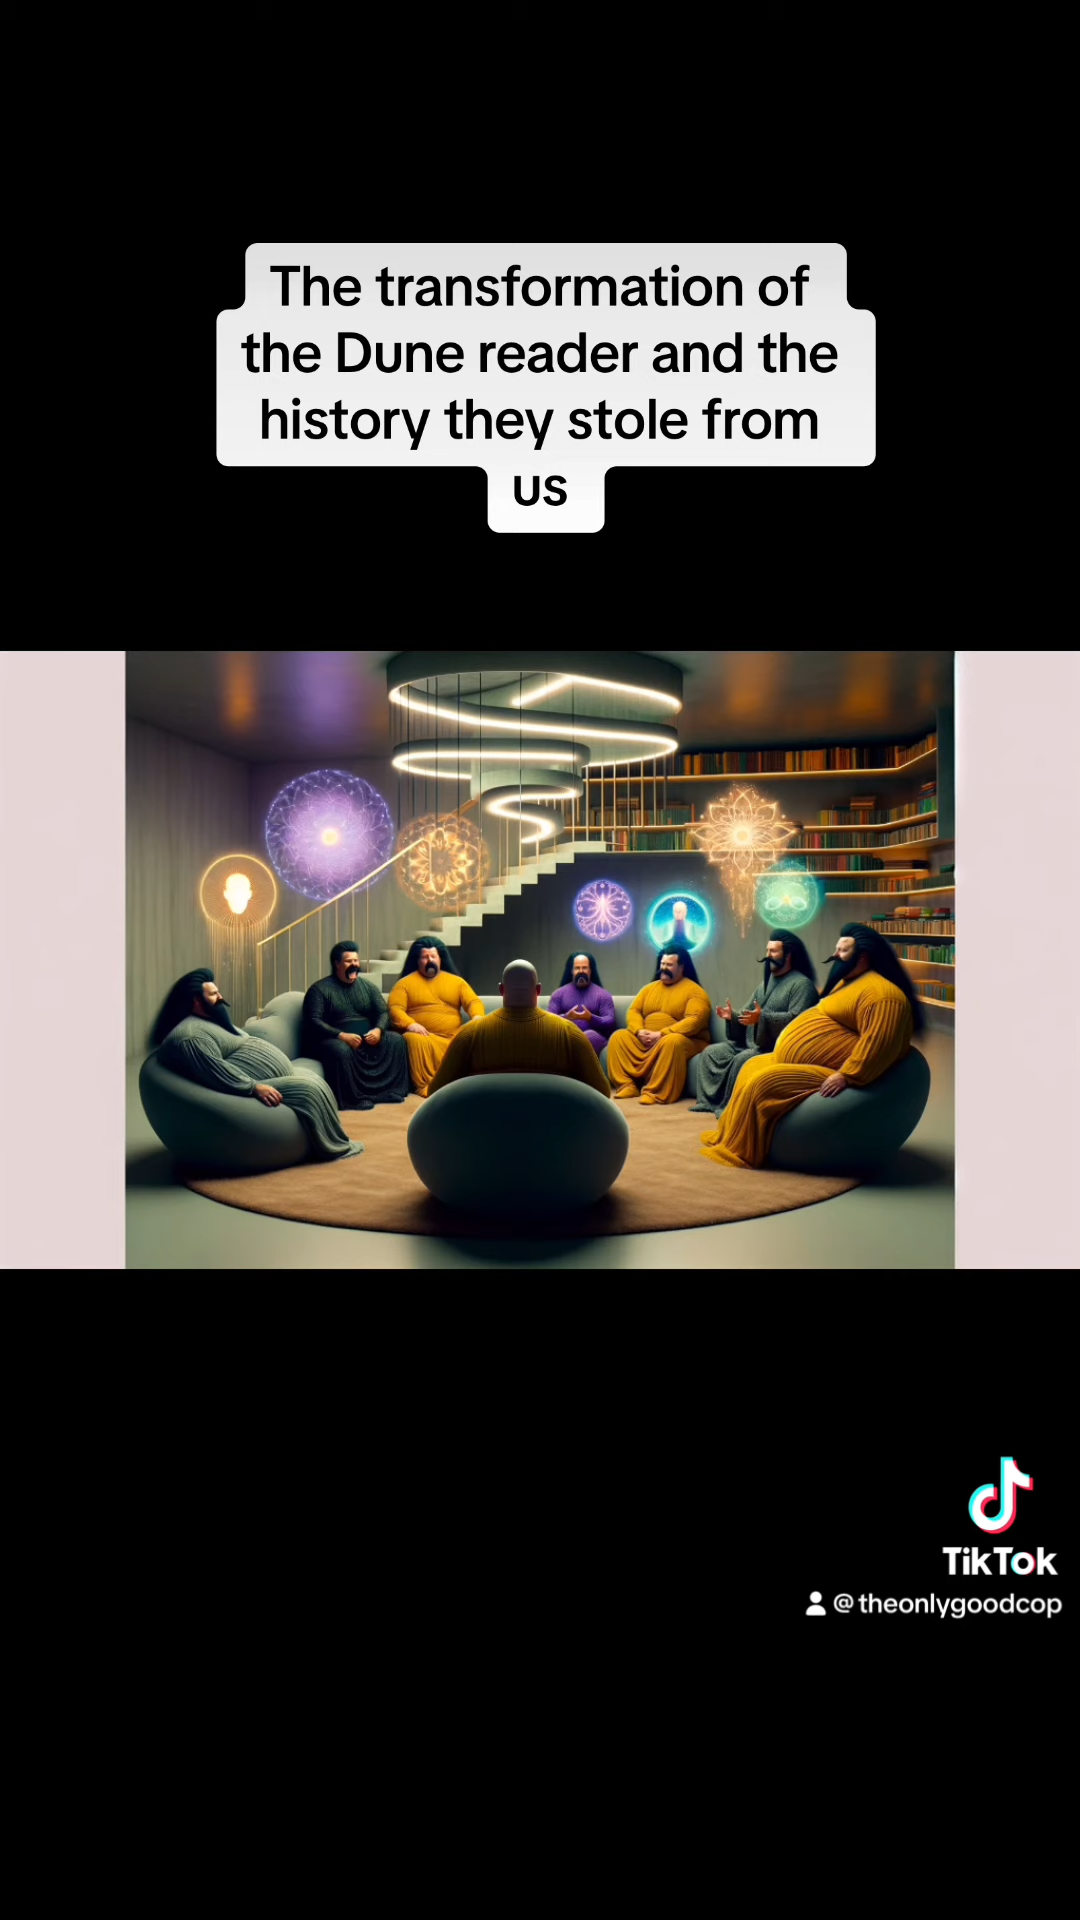 The transformation of
the Dune reader and the
history they stole from
us
TikTok
@theonlygoodcop